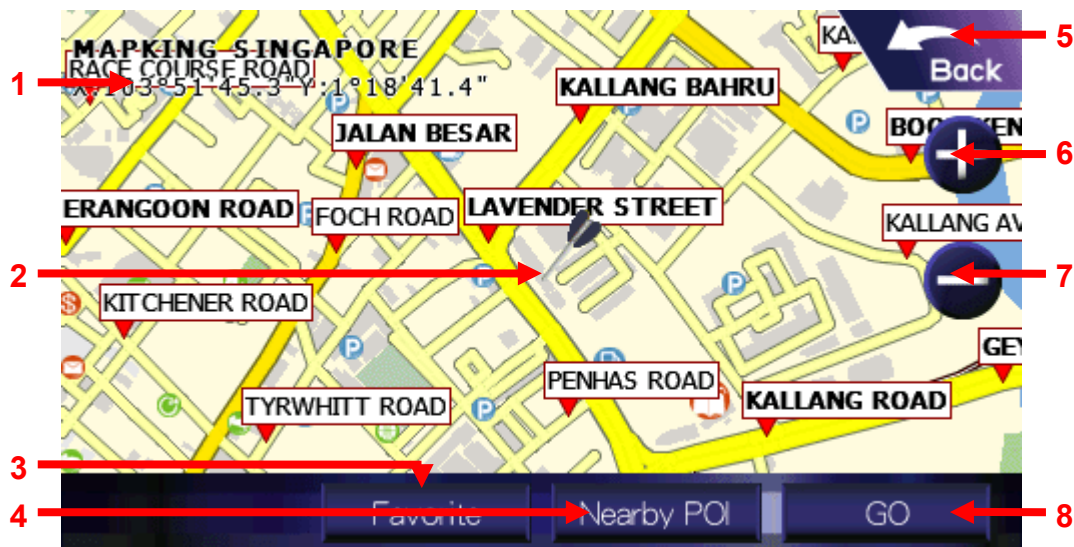 MAPKING SINGAPORE
RACE COURSE ROAD
X:103°51'45.3"Y:1°18'41.4"
1
KA
Back
5
KALLANG BAHRU
JALAN BESAR
6
ERANGOON ROAD
FOCH ROAD
LAVENDER STREET
KALLANG AV
2
7
KITCHENER ROAD
GEY
PENHAS ROAD
TYRWHITT ROAD
KALLANG ROAD
3
4
Favorite
Nearby POI
GO
8